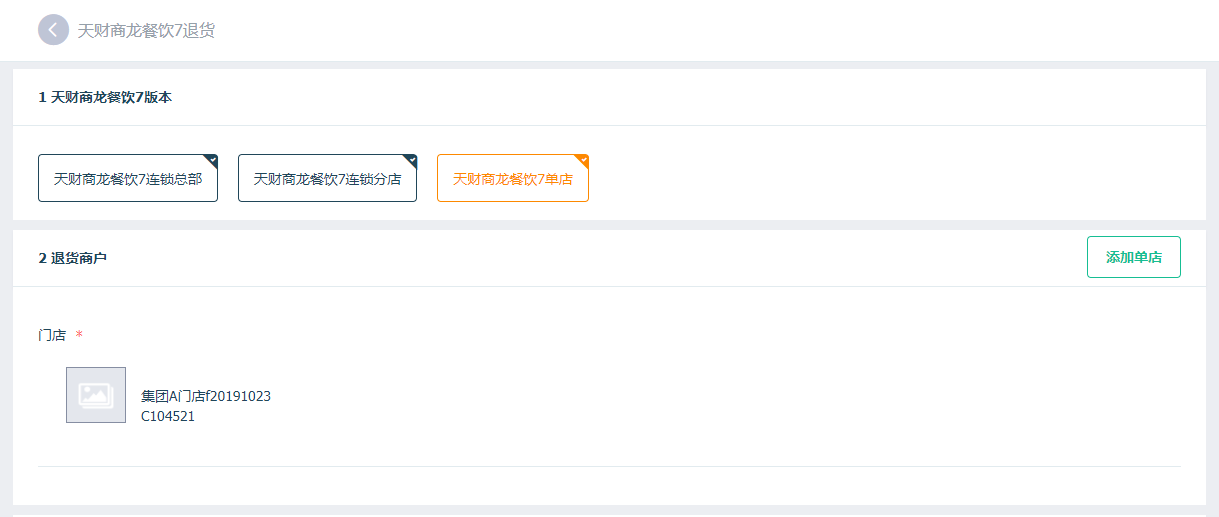 天财商龙餐饮7退货
1 天财商龙餐饮7版本
天财商龙餐饮7连锁总部
天财商龙餐饮7连锁分店
天财商龙餐饮7单店
2 退货商户
添加单店
门店 *
集团A门店f20191023
C104521